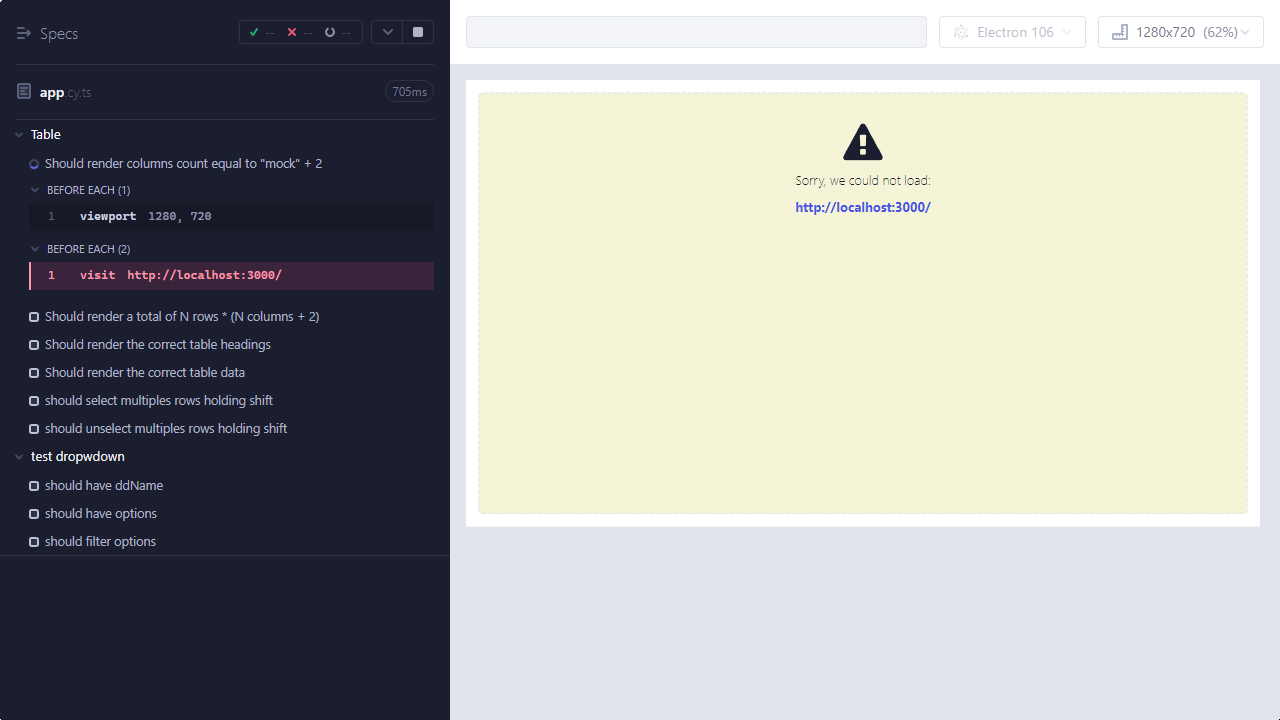 Specs
--
--
--
app.cy.ts
705ms
Table
Should render columns count equal to "mock" + 2
BEFORE EACH (1)
1 viewport 1280, 720
BEFORE EACH (2)
1 visit http://localhost:3000/
Should render a total of N rows * (N columns + 2)
Should render the correct table headings
Should render the correct table data
should select multiples rows holding shift
should unselect multiples rows holding shift
test dropwdown
should have ddName
should have options
should filter options
Electron 106
1280x720 (62%)
Sorry, we could not load:
http://localhost:3000/